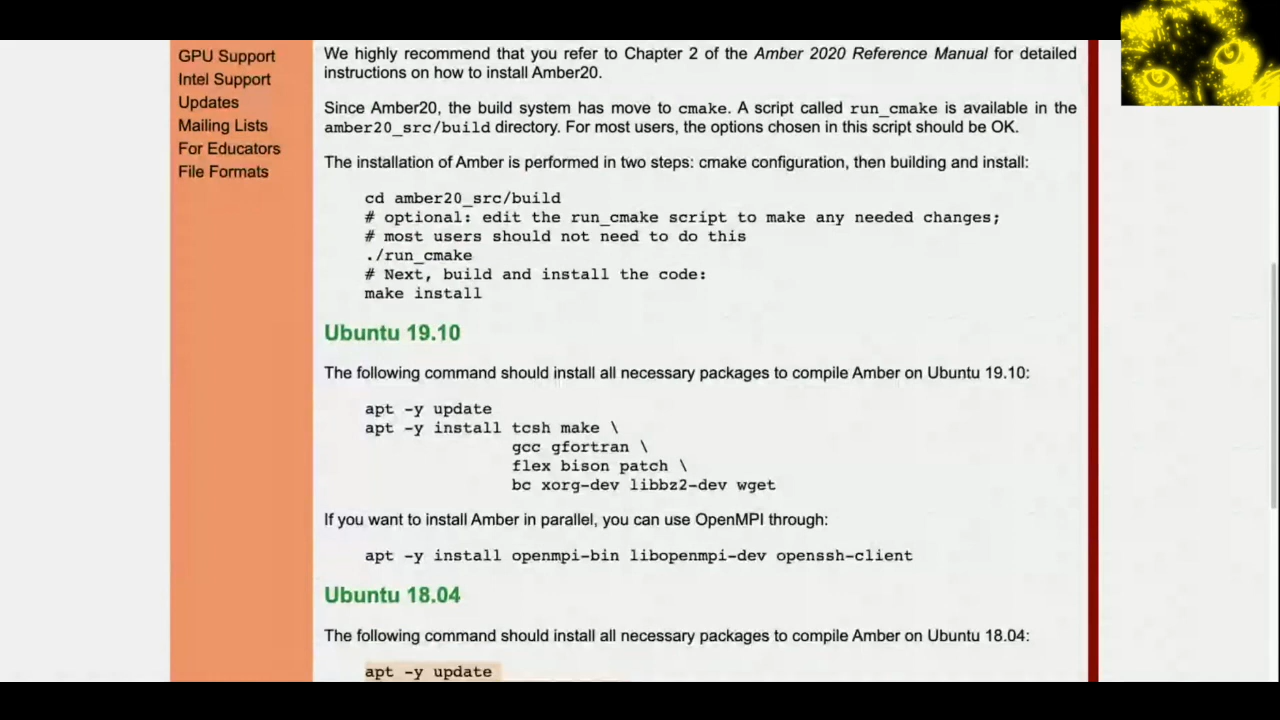 GPU Support
Intel Support
Updates
Mailing Lists
For Educators
File Formats
We highly recommend that you refer to Chapter 2 of the Amber 2020 Reference Manual for detailed
instructions on how to install Amber20.
Since Amber20, the build system has move to cmake. A script called run_cmake is available in the
amber20_src/build directory. For most users, the options chosen in this script should be OK.
The installation of Amber is performed in two steps: cmake configuration, then building and install:
cd amber20_src/build
# optional: edit the run_cmake script to make any needed changes;
# most users should not need to do this
./run_cmake
# Next, build and install the code:
make install
Ubuntu 19.10
The following command should install all necessary packages to compile Amber on Ubuntu 19.10:
apt -y update
apt -y install tcsh make \
gcc gfortran \
flex bison patch \
bc xorg-dev libbz2-dev wget
If you want to install Amber in parallel, you can use OpenMPI through:
apt -y install openmpi-bin libopenmpi-dev openssh-client
Ubuntu 18.04
The following command should install all necessary packages to compile Amber on Ubuntu 18.04:
apt -y update